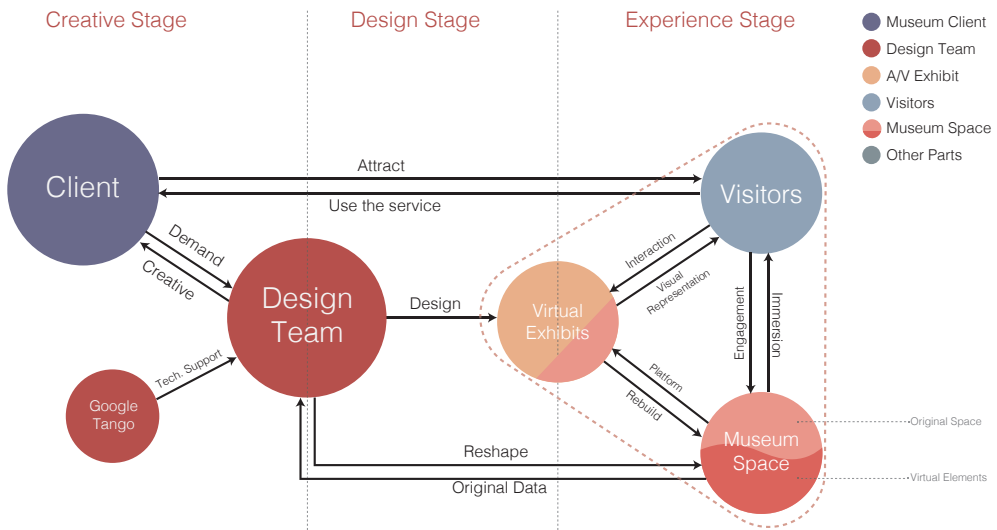 Creative Stage
Design Stage
Experience Stage
Museum Client
Design Team
A/V Exhibit
Visitors
Museum Space
Other Parts
Client
Attract
Use the service
Visitors
Demand
Creative
Design
Team
Design
Virtual
Exhibits
Interaction
Visual
Representation
Engagement
Immersion
Google
Tango
Tech. Support
Platform
Rebuild
Museum
Space
Original Space
Virtual Elements
Reshape
Original Data